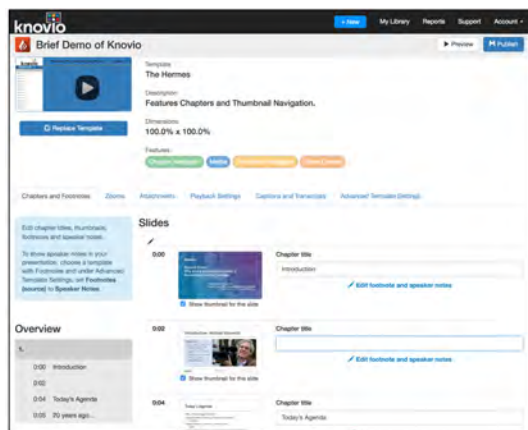 knovio
+ New
My Library
Reports
Support
Account
Brief Demo of Knovio
Preview
Publish
knovio
Template
The Hermes
Description
Features Chapters and Thumbnail Navigation.
Dimensions
100.0% x 100.0%
Features
Media
Replace Template
Chapters and Footnotes
Zooms
Attachments
Playback Settings
Captions and Transcripts
Advanced Template Settings
Edit chapter titles, thumbnails,
footnotes and speaker notes.
To show speaker notes in your
presentation, choose a template
with Footnotes and under Advanced
Template Settings, set Footnotes
(source) to Speaker Notes.
Overview
1.
0:00 Introduction
0:02
0:04 Today's Agenda
0:05 20 years ago...
Slides
0:00
Show thumbnail for this slide
Chapter title
Introduction
Edit footnote and speaker notes
0:02
Show thumbnail for this slide
Chapter title
Edit footnote and speaker notes
0:04
Today's Agenda
Chapter title
Today's Agenda